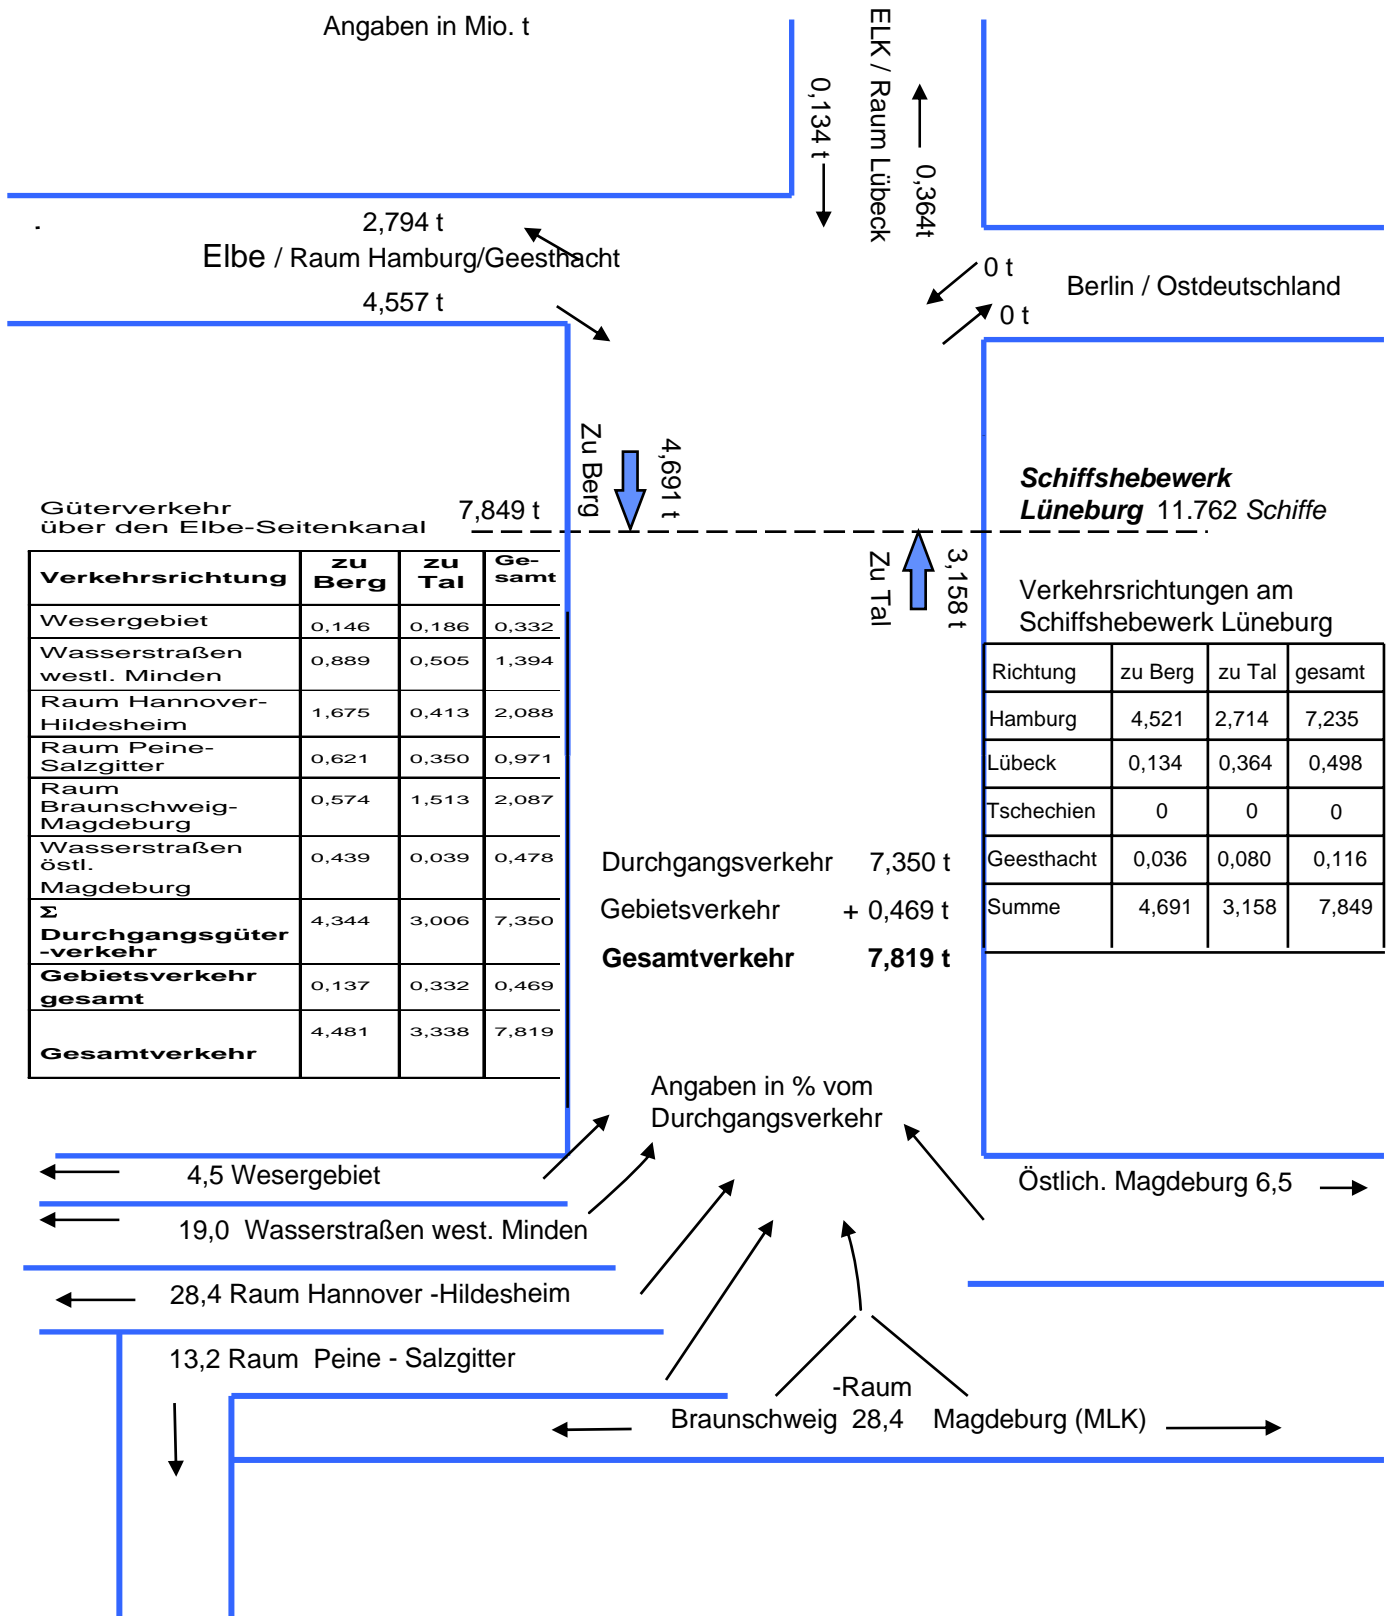 Angaben in Mio. t
ELK / Raum Lübeck
0,134 t
0,364t
2,794 t
Elbe / Raum Hamburg/Geesthacht
4,557 t
0 t
0 t
Berlin / Ostdeutschland
Zu Berg
4,691 t
Güterverkehr
über den Elbe-Seitenkanal
7,849 t
Schiffshebewerk
Lüneburg 11.762 Schiffe
Zu Tal
3,158 t
Verkehrsrichtung zu Berg zu Tal Ge-samt
Wesergebiet 0,146 0,186 0,332
Wasserstraßen
westl. Minden 0,889 0,505 1,394
Raum Hannover-
Hildesheim 1,675 0,413 2,088
Raum Peine-
Salzgitter 0,621 0,350 0,971
Raum
Braunschweig-
Magdeburg 0,574 1,513 2,087
Wasserstraßen
östl.
Magdeburg 0,439 0,039 0,478
Σ
Durchgangsgüter
-verkehr 4,344 3,006 7,350
Gebietsverkehr
gesamt 0,137 0,332 0,469
Gesamtverkehr 4,481 3,338 7,819
Verkehrsrichtungen am
Schiffshebewerk Lüneburg
Richtung zu Berg zu Tal gesamt
Hamburg 4,521 2,714 7,235
Lübeck 0,134 0,364 0,498
Tschechien 0 0 0
Geesthacht 0,036 0,080 0,116
Summe 4,691 3,158 7,849
Durchgangsverkehr 7,350 t
Gebietsverkehr + 0,469 t
Gesamtverkehr 7,819 t
Angaben in % vom
Durchgangsverkehr
4,5 Wesergebiet
Östlich. Magdeburg 6,5
19,0 Wasserstraßen west. Minden
28,4 Raum Hannover -Hildesheim
13,2 Raum Peine - Salzgitter
-Raum
Braunschweig 28,4 Magdeburg (MLK)